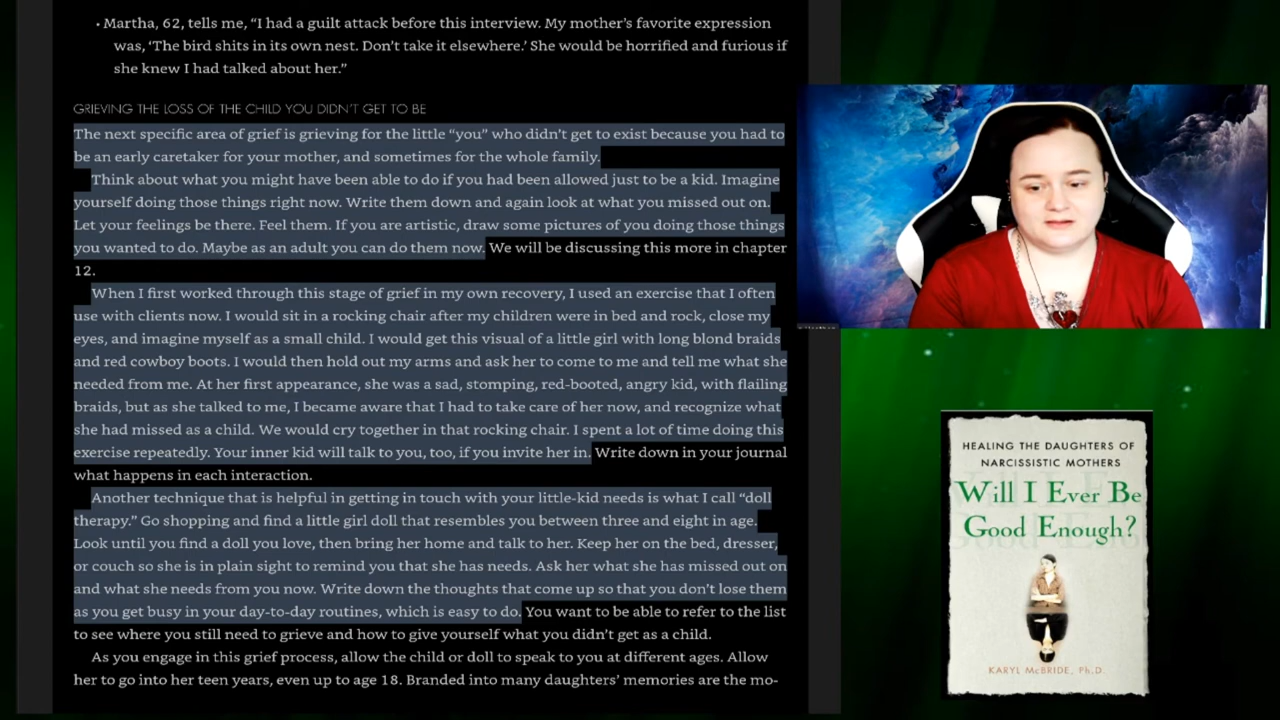 • Martha, 62, tells me, “I had a guilt attack before this interview. My mother’s favorite expression
was, ‘The bird shits in its own nest. Don’t take it elsewhere.’ She would be horrified and furious if
she knew I had talked about her.”
GRIEVING THE LOSS OF THE CHILD YOU DIDN’T GET TO BE
The next specific area of grief is grieving for the little “you” who didn’t get to exist because you had to
be an early caretaker for your mother, and sometimes for the whole family.
Think about what you might have been able to do if you had been allowed just to be a kid. Imagine
yourself doing those things right now. Write them down and again look at what you missed out on.
Let your feelings be there. Feel them. If you are artistic, draw some pictures of you doing those things
you wanted to do. Maybe as an adult you can do them now. We will be discussing this more in chapter
12.
When I first worked through this stage of grief in my own recovery, I used an exercise that I often
use with clients now. I would sit in a rocking chair after my children were in bed and rock, close my
eyes, and imagine myself as a small child. I would get this visual of a little girl with long blond braids
and red cowboy boots. I would then hold out my arms and ask her to come to me and tell me what she
needed from me. At her first appearance, she was a sad, stomping, red-booted, angry kid, with flailing
braids, but as she talked to me, I became aware that I had to take care of her now, and recognize what
she had missed as a child. We would cry together in that rocking chair. I spent a lot of time doing this
exercise repeatedly. Your inner kid will talk to you, too, if you invite her in. Write down in your journal
what happens in each interaction.
Another technique that is helpful in getting in touch with your little-kid needs is what I call “doll
therapy.” Go shopping and find a little girl doll that resembles you between three and eight in age.
Look until you find a doll you love, then bring her home and talk to her. Keep her on the bed, dresser,
or couch so she is in plain sight to remind you that she has needs. Ask her what she has missed out on
and what she needs from you now. Write down the thoughts that come up so that you don’t lose them
as you get busy in your day-to-day routines, which is easy to do. You want to be able to refer to the list
to see where you still need to grieve and how to give yourself what you didn’t get as a child.
As you engage in this grief process, allow the child or doll to speak to you at different ages. Allow
her to go into her teen years, even up to age 18. Branded into many daughters’ memories are the mo-
HEALING THE DAUGHTERS OF
NARCISSISTIC MOTHERS
Will I Ever Be
Good Enough?
KARYL McBRIDE, Ph.D.